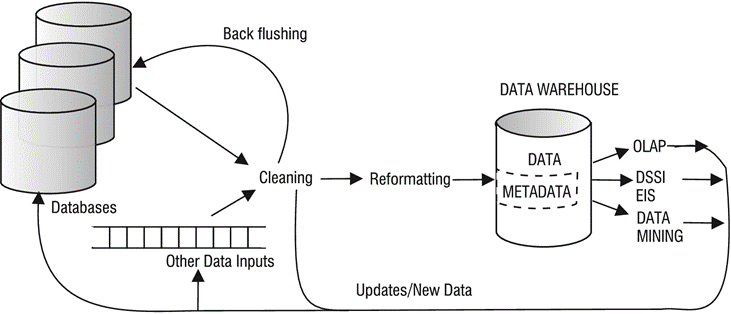 Back flushing
DATA WAREHOUSE
OLAP
DATA
Cleaning
Reformatting
METADATA
DSSI
EIS
Databases
DATA
MINING
Other Data Inputs
Updates/New Data